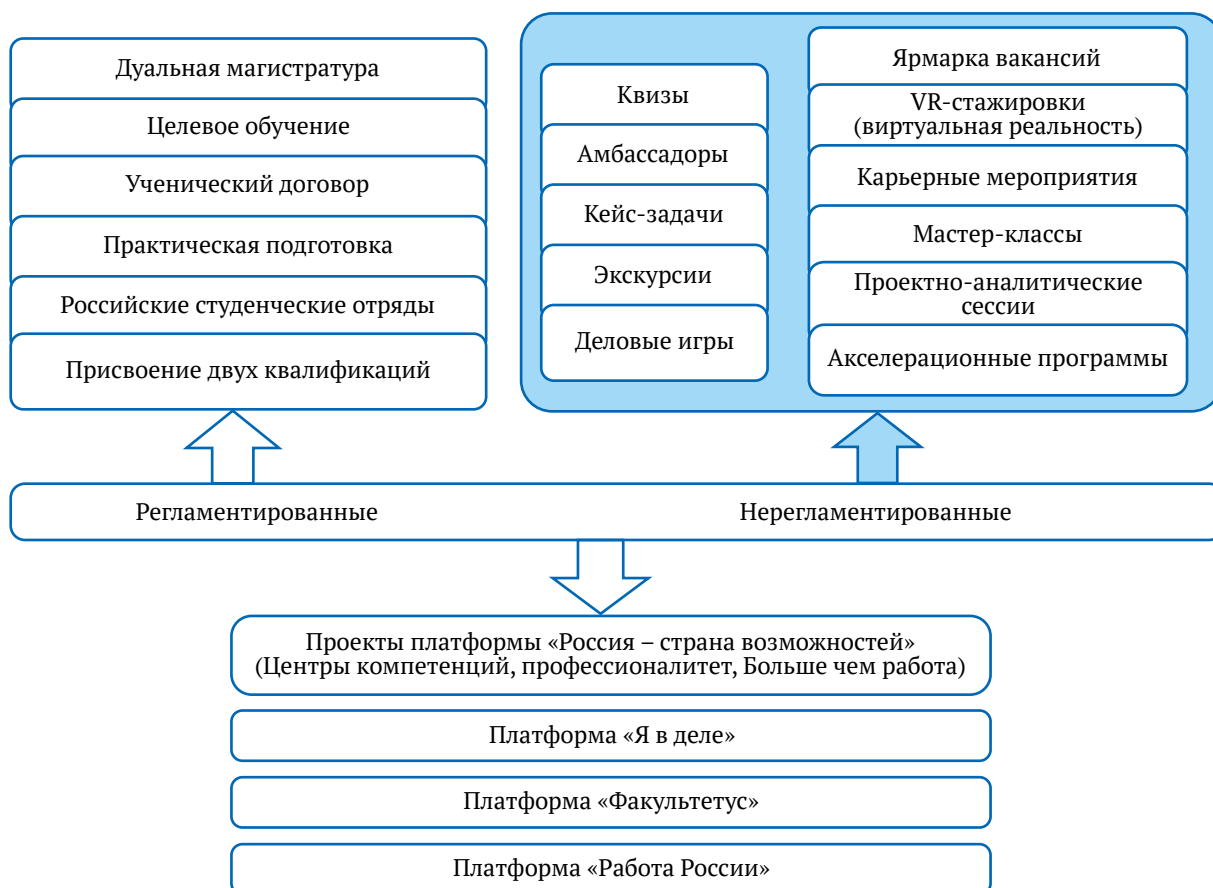 Дуальная магистратура
Целевое обучение
Ученический договор
Практическая подготовка
Российские студенческие отряды
Присвоение двух квалификаций
Квизы
Амбассадоры
Кейс-задачи
Экскурсии
Деловые игры
Ярмарка вакансий
VR-стажировки
(виртуальная реальность)
Карьерные мероприятия
Мастер-классы
Проектно-аналитические
сессии
Акселерационные программы
Регламентированные
Нерегламентированные
Проекты платформы «Россия – страна возможностей»
(Центры компетенций, профессионалитет, Больше чем работа)
Платформа «Я в деле»
Платформа «Факультетус»
Платформа «Работа России»